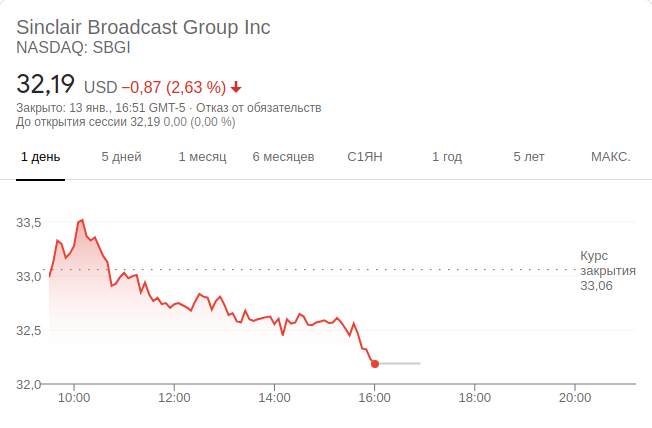 Sinclair Broadcast Group Inc
NASDAQ: SBGI
32,19 USD −0,87 (2,63 %)
Закрыто: 13 янв., 16:51 GMT-5 · Отказ от обязательств
До открытия сессии 32,19 0,00 (0,00 %)
1 день 5 дней 1 месяц 6 месяцев С1ЯН 1 год 5 лет МАКС.
33,5
Курс
закрытия
33,06
33,0
32,5
32,0
10:00 12:00 14:00 16:00 18:00 20:00